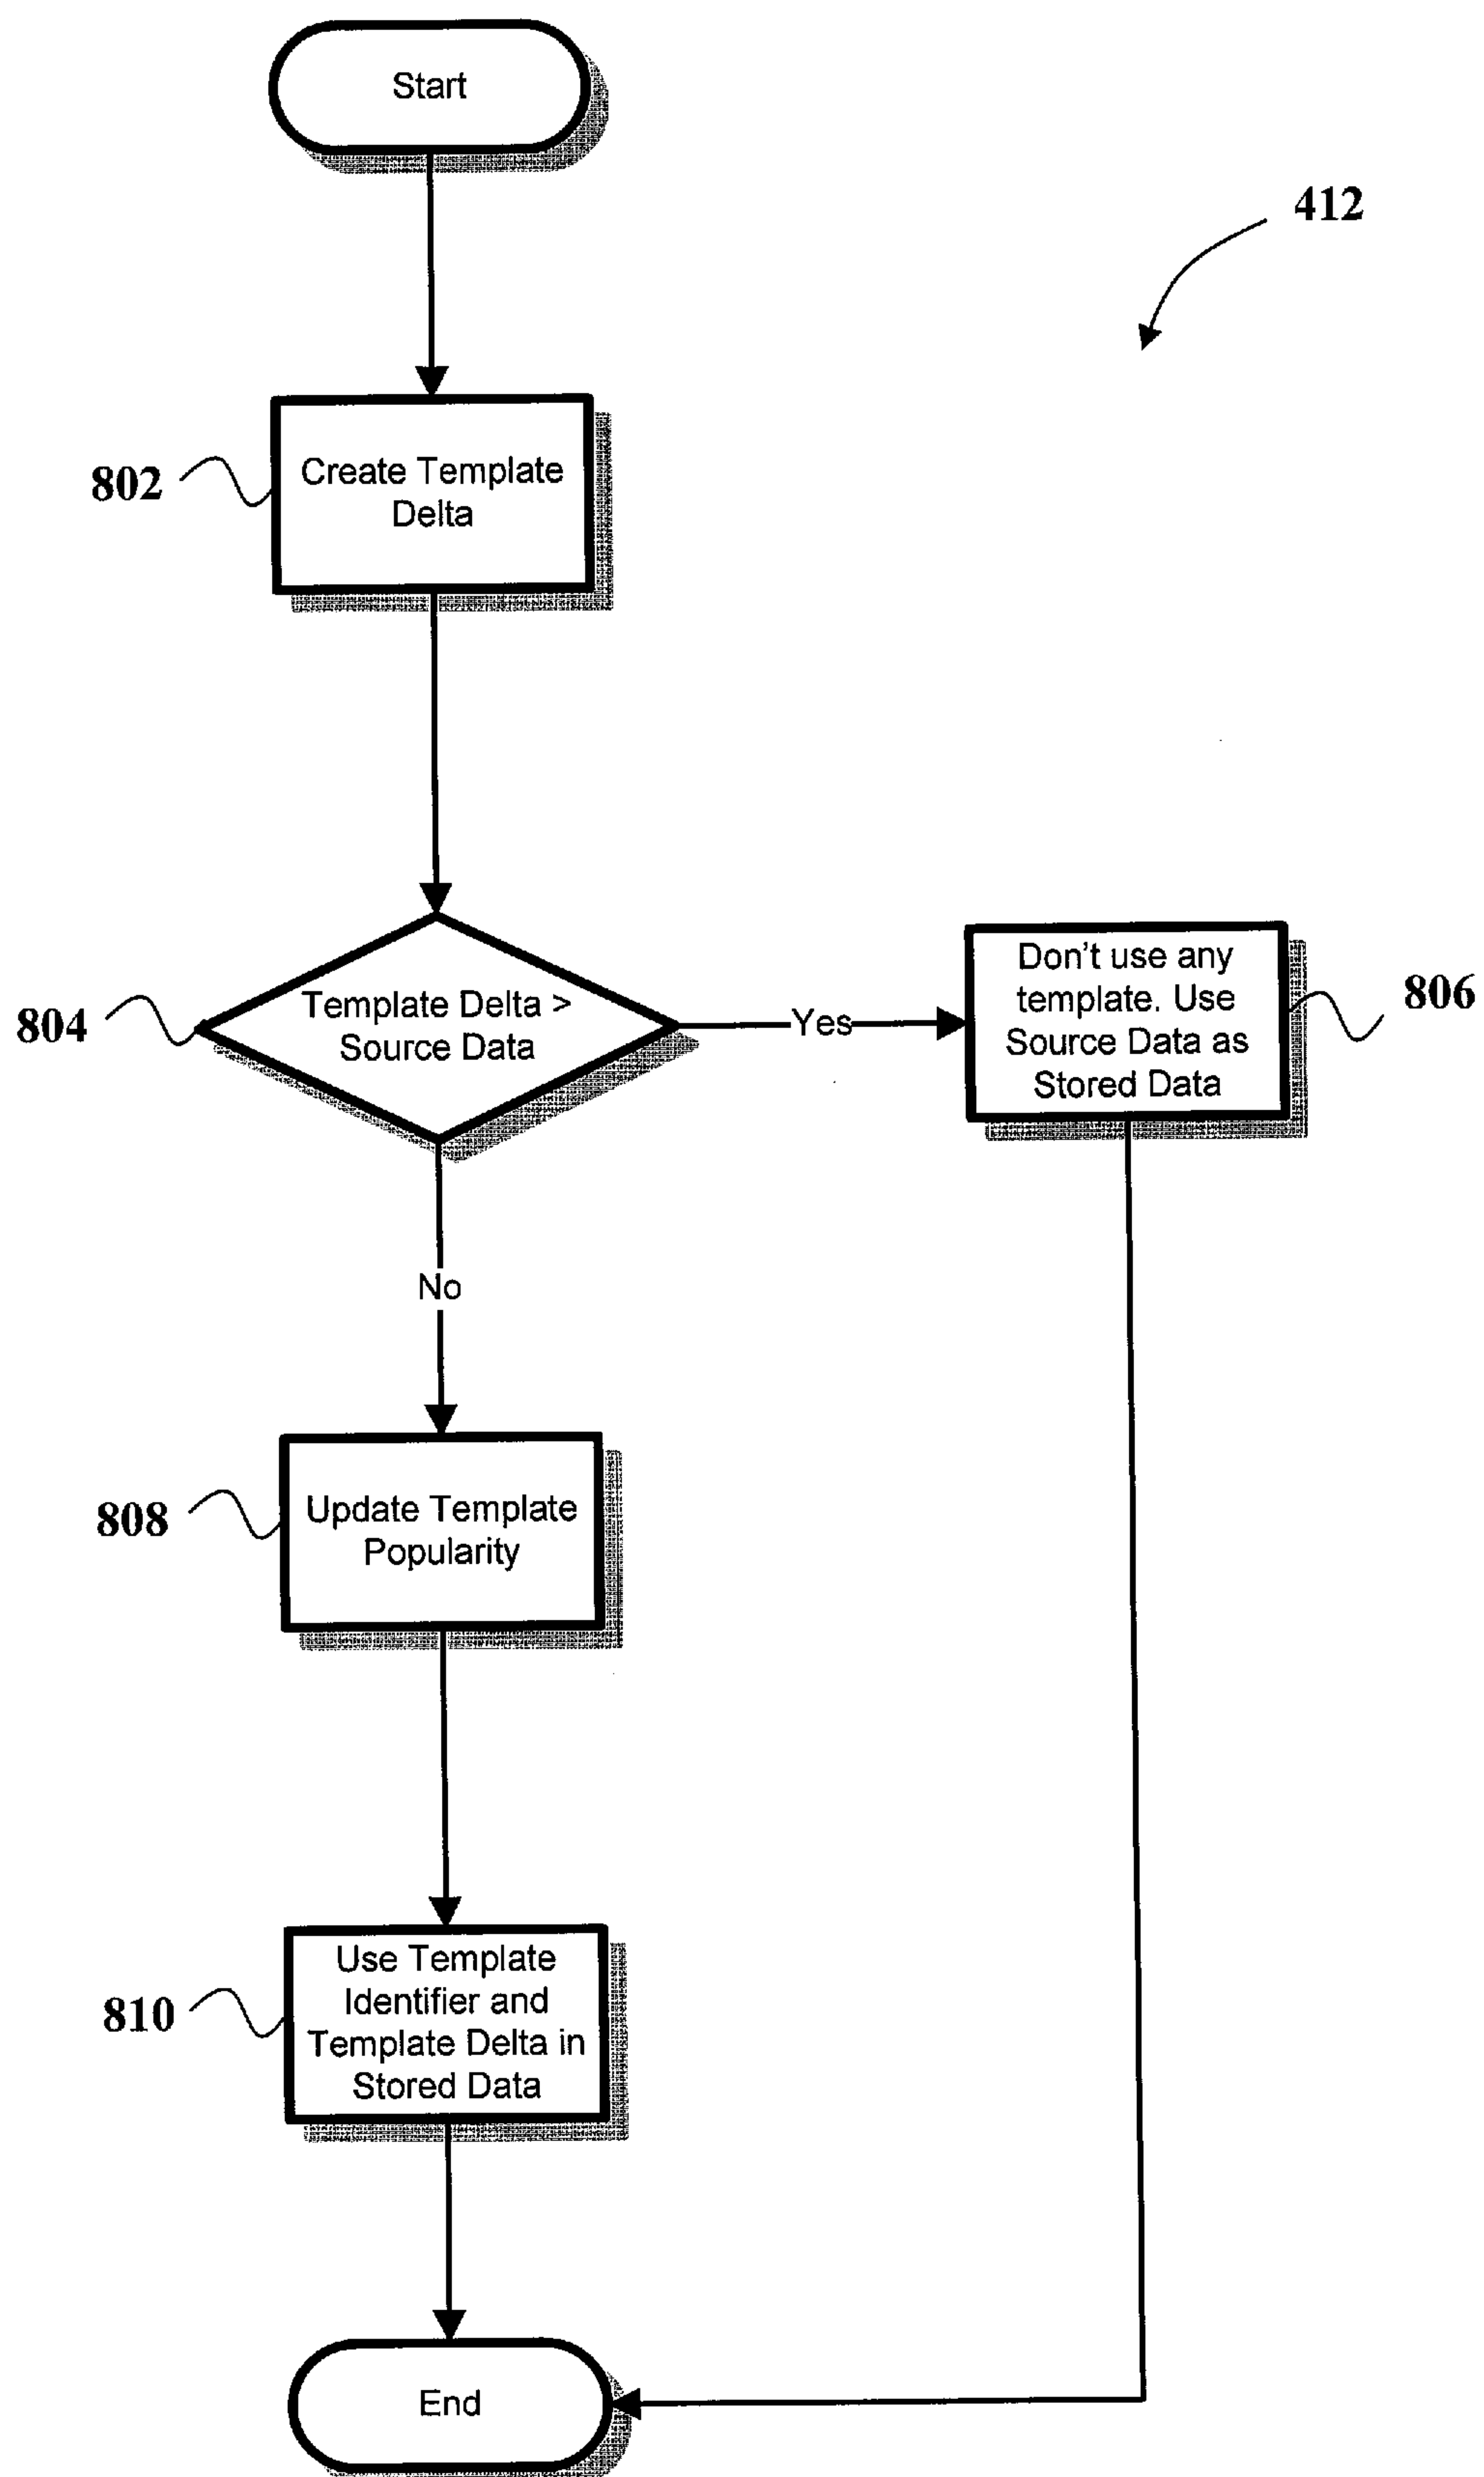 Start
412
802
Create Template
Delta
804
Template Delta >
Source Data
Yes
Don't use any
template. Use
Source Data as
Stored Data
806
No
808
Update Template
Popularity
810
Use Template
Identifier and
Template Delta in
Stored Data
End